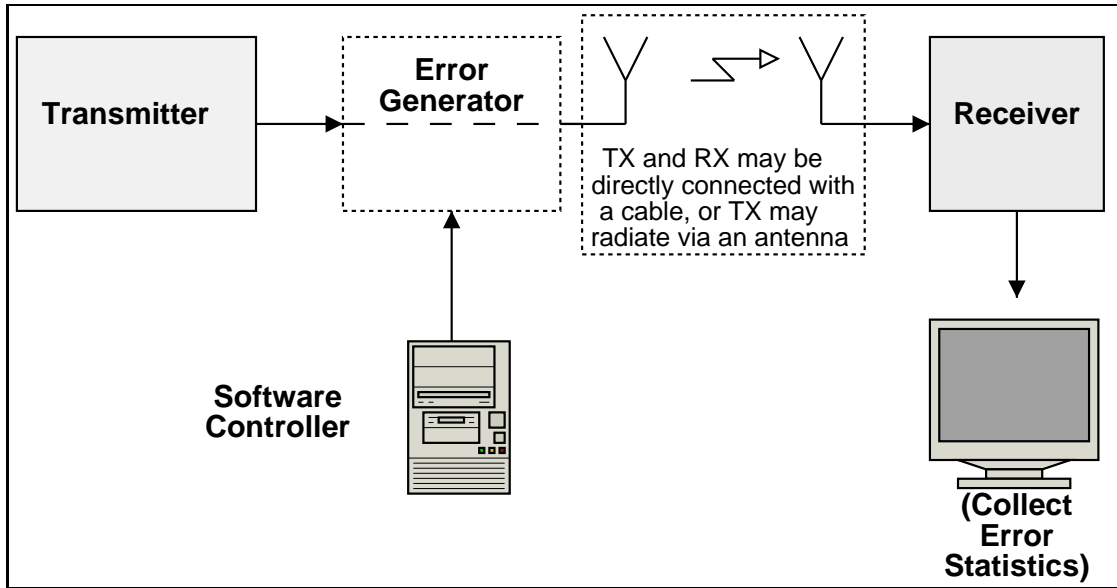 Transmitter
Error
Generator
TX and RX may be
directly connected with
a cable, or TX may
radiate via an antenna
Receiver
Software
Controller
(Collect
Error
Statistics)